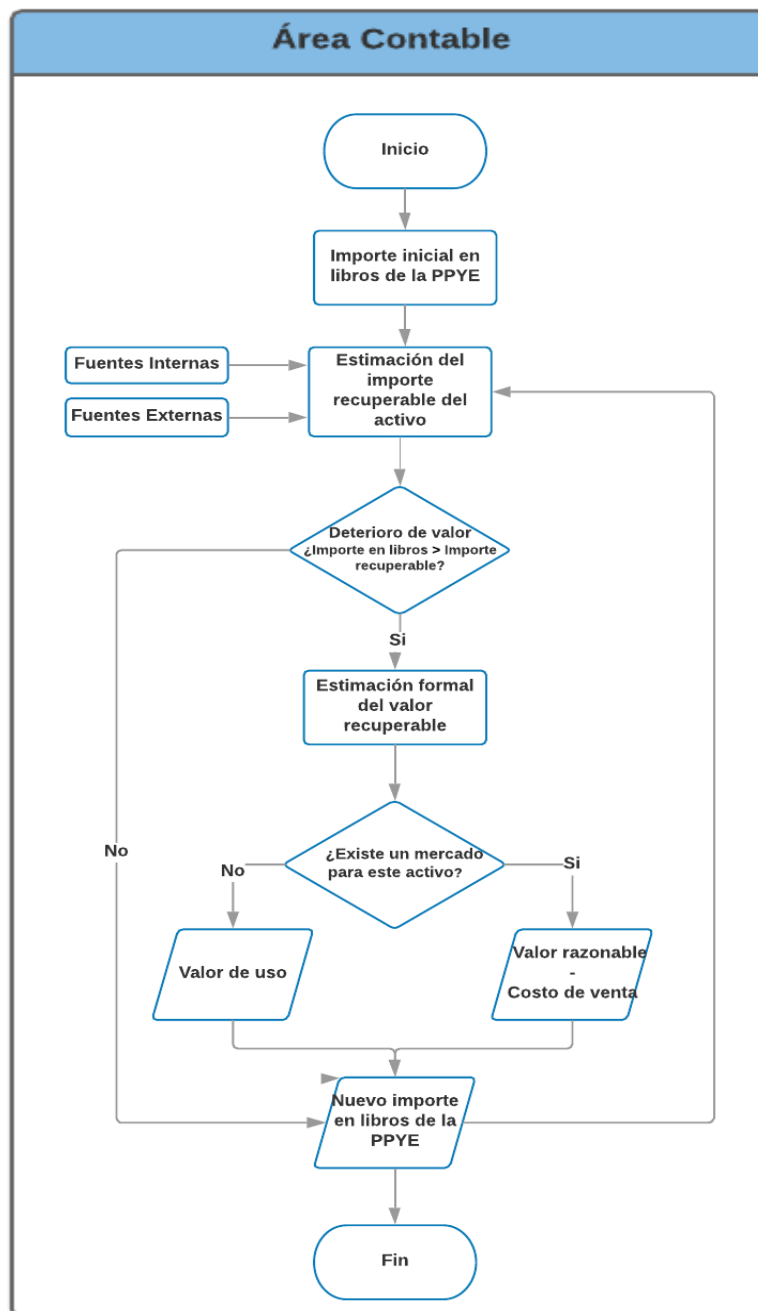 Área Contable
Inicio
Importe inicial en
libros de la PPYE
Fuentes Internas
Fuentes Externas
Estimación del
importe
recuperable del
activo
Deterioro de valor
¿Importe en libros > Importe
recuperable?
Si
Estimación formal
del valor
recuperable
No
¿Existe un mercado
para este activo?
No
Si
Valor de uso
Valor razonable
-
Costo de venta
Nuevo importe
en libros de la
PPYE
Fin